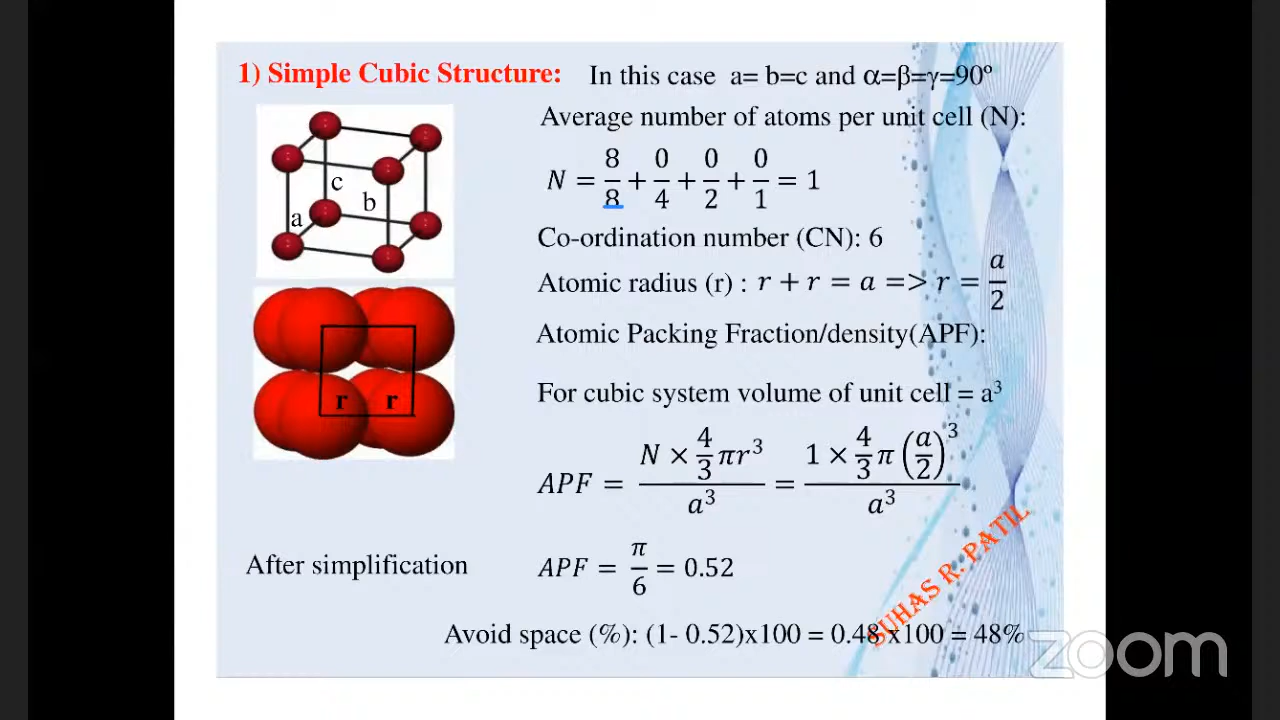 1) Simple Cubic Structure: In this case a= b=c and α=β=γ=90º
Average number of atoms per unit cell (N):
N = 8/8 + 0/4 + 0/2 + 0/1 = 1
c
b
a
Co-ordination number (CN): 6
Atomic radius (r) : r + r = a => r = a/2
Atomic Packing Fraction/density(APF):
r r
For cubic system volume of unit cell = a³
APF = (N × 4/3 πr³)/a³ = (1 × 4/3 π (a/2)³)/a³
After simplification APF = π/6 = 0.52
SUHAS R. PATIL
Avoid space (%): (1- 0.52)x100 = 0.48 x100 = 48%
zoom